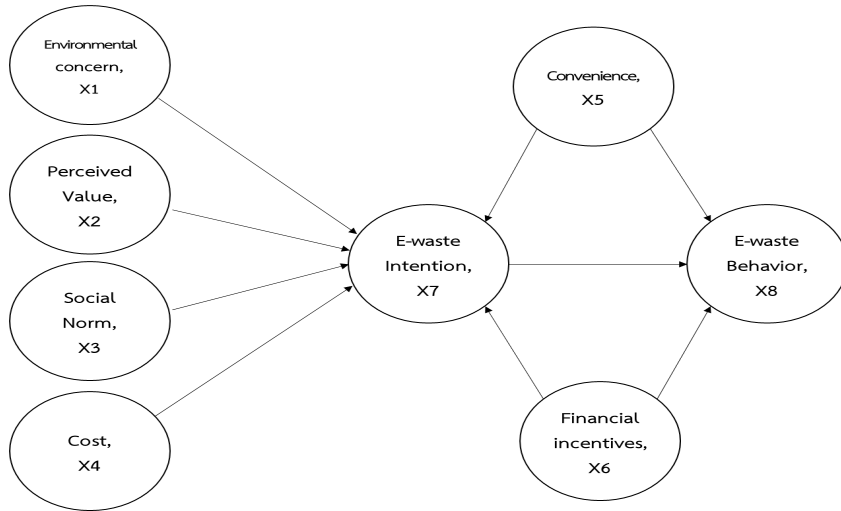 Environmental
concern,
X1
Perceived
Value,
X2
Social
Norm,
X3
Cost,
X4
Convenience,
X5
E-waste
Intention,
X7
E-waste
Behavior,
X8
Financial
incentives,
X6